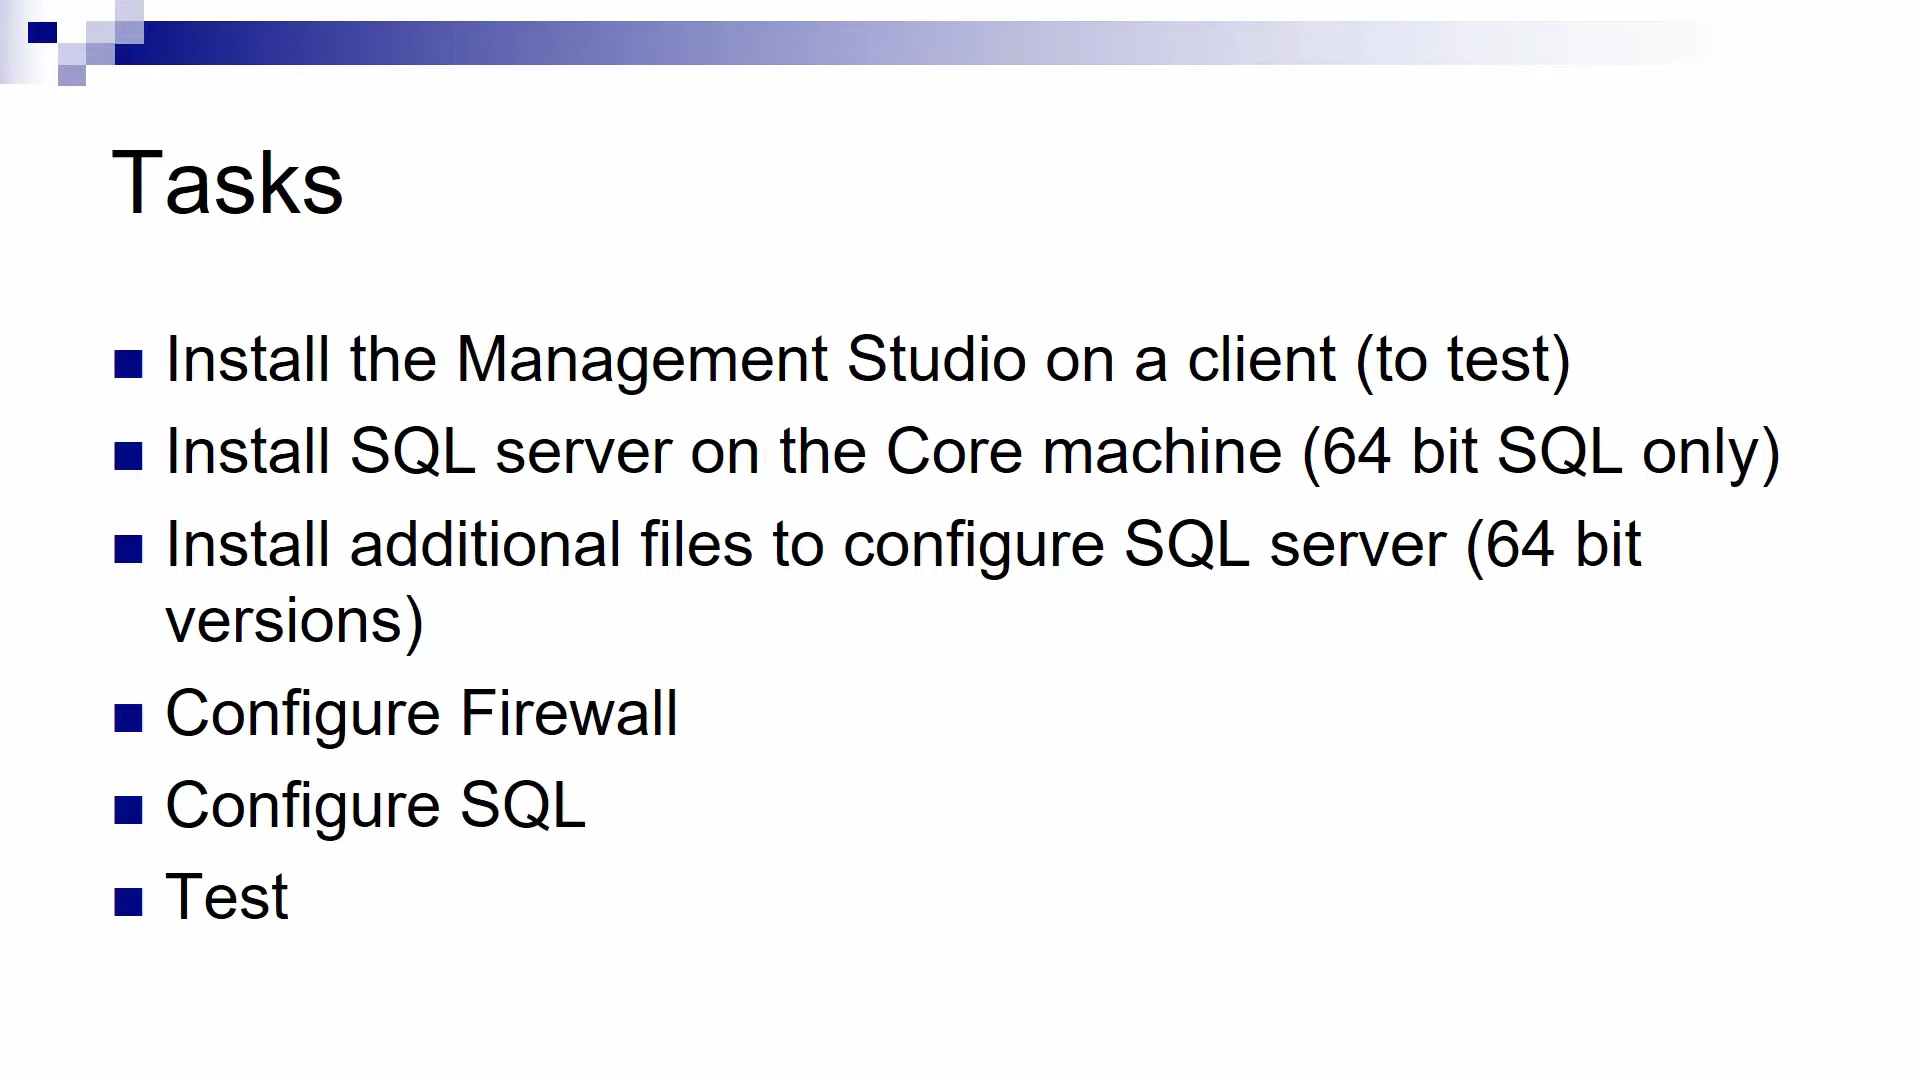 Tasks
Install the Management Studio on a client (to test)
Install SQL server on the Core machine (64 bit SQL only)
Install additional files to configure SQL server (64 bit
versions)
Configure Firewall
Configure SQL
Test